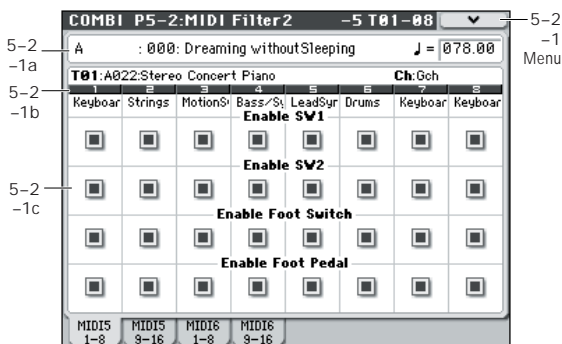 COMBI P5-2:MIDI Filter2 -5 T01-08
5-2
-1
Menu
5-2
-1a
A : 000: Dreaming withoutSleeping ♩= 078.00
T01:A022:Stereo Concert Piano Ch:Gch
5-2
-1b
1 2 3 4 5 6 7 8
Keyboar Strings MotionS Bass/Sy LeadSyr Drums Keyboar Keyboar
Enable SW1
Enable SW2
5-2
-1c
Enable Foot Switch
Enable Foot Pedal
MIDI5 MIDI5 MIDI6 MIDI6
1-8 9-16 1-8 9-16